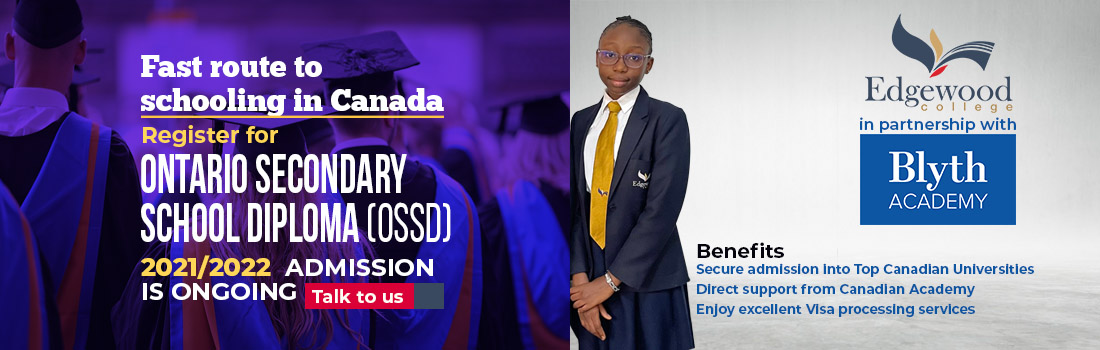 Fast route to
schooling in Canada
Register for
ONTARIO SECONDARY
SCHOOL DIPLOMA (OSSD)
2021/2022 ADMISSION
IS ONGOING
Talk to us
Edgewood
college
in partnership with
Blyth
ACADEMY
Benefits
Secure admission into Top Canadian Universities
Direct support from Canadian Academy
Enjoy excellent Visa processing services